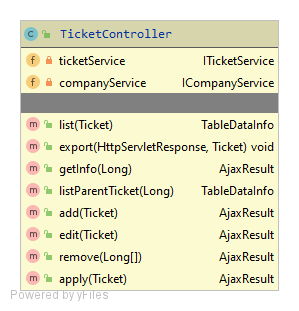 C TicketController
f ticketService ITicketService
f companyService ICompanyService
m list(Ticket) TableDataInfo
m export(HttpServletResponse, Ticket) void
m getInfo(Long) AjaxResult
m listParentTicket(Long) TableDataInfo
m add(Ticket) AjaxResult
m edit(Ticket) AjaxResult
m remove(Long[]) AjaxResult
m apply(Ticket) AjaxResult
Powered by yFiles